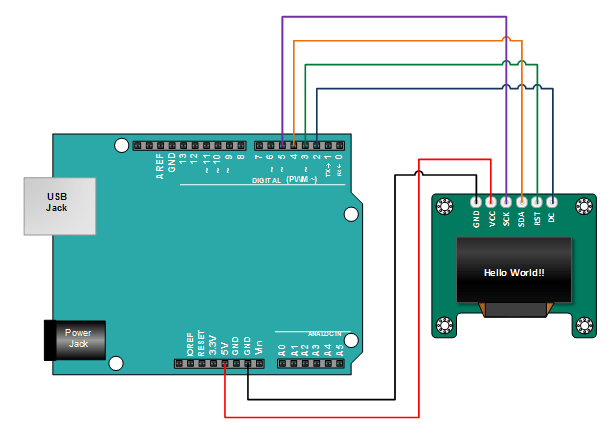 USB
Jack
Power
Jack
AREF
GND
13
12
~ 11
~ 10
~ 9
8
7
~ 6
~ 5
4
~ 3
2
TX→ 1
RX← 0
DIGITAL (PWM ~)
IOREF
RESET
3.3V
5V
GND
GND
Vin
ANALOG IN
A0
A1
A2
A3
A4
A5
GND
VCC
SCK
SDA
RST
DC
Hello World!!